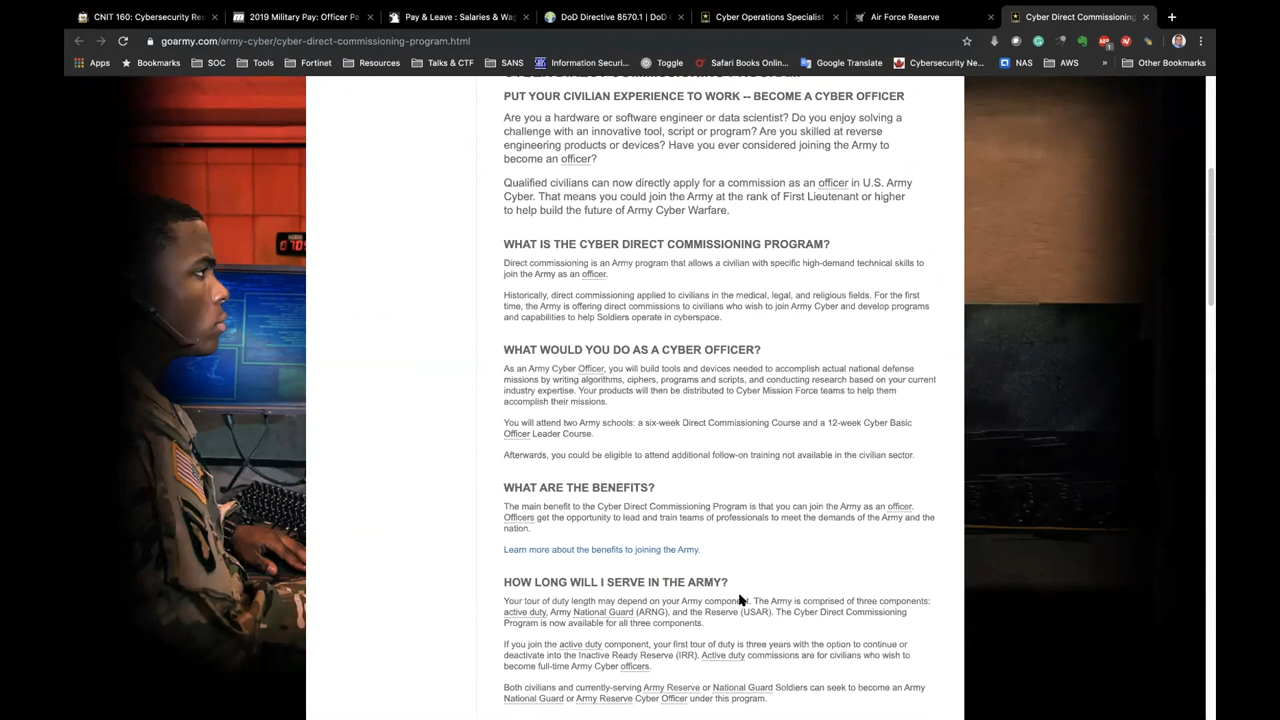 CNIT 160: Cybersecurity Re
2019 Military Pay: Officer Pa
Pay & Leave : Salaries & Wag
DoD Directive 8570.1 | DoD
Cyber Operations Specialist
Air Force Reserve
Cyber Direct Commissioning
goarmy.com/army-cyber/cyber-direct-commissioning-program.html
Apps Bookmarks SOC Tools Fortinet Resources Talks & CTF SANS Information Securi... Toggle Safari Books Onlin... Google Translate Cybersecurity Ne... NAS AWS » Other Bookmarks
PUT YOUR CIVILIAN EXPERIENCE TO WORK -- BECOME A CYBER OFFICER
Are you a hardware or software engineer or data scientist? Do you enjoy solving a
challenge with an innovative tool, script or program? Are you skilled at reverse
engineering products or devices? Have you ever considered joining the Army to
become an officer?
Qualified civilians can now directly apply for a commission as an officer in U.S. Army
Cyber. That means you could join the Army at the rank of First Lieutenant or higher
to help build the future of Army Cyber Warfare.
WHAT IS THE CYBER DIRECT COMMISSIONING PROGRAM?
Direct commissioning is an Army program that allows a civilian with specific high-demand technical skills to
join the Army as an officer.
Historically, direct commissioning applied to civilians in the medical, legal, and religious fields. For the first
time, the Army is offering direct commissions to civilians who wish to join Army Cyber and develop programs
and capabilities to help Soldiers operate in cyberspace.
WHAT WOULD YOU DO AS A CYBER OFFICER?
As an Army Cyber Officer, you will build tools and devices needed to accomplish actual national defense
missions by writing algorithms, ciphers, programs and scripts, and conducting research based on your current
industry expertise. Your products will then be distributed to Cyber Mission Force teams to help them
accomplish their missions.
You will attend two Army schools: a six-week Direct Commissioning Course and a 12-week Cyber Basic
Officer Leader Course.
Afterwards, you could be eligible to attend additional follow-on training not available in the civilian sector.
WHAT ARE THE BENEFITS?
The main benefit to the Cyber Direct Commissioning Program is that you can join the Army as an officer.
Officers get the opportunity to lead and train teams of professionals to meet the demands of the Army and the
nation.
Learn more about the benefits to joining the Army.
HOW LONG WILL I SERVE IN THE ARMY?
Your tour of duty length may depend on your Army component. The Army is comprised of three components:
active duty, Army National Guard (ARNG), and the Reserve (USAR). The Cyber Direct Commissioning
Program is now available for all three components.
If you join the active duty component, your first tour of duty is three years with the option to continue or
deactivate into the Inactive Ready Reserve (IRR). Active duty commissions are for civilians who wish to
become full-time Army Cyber officers.
Both civilians and currently-serving Army Reserve or National Guard Soldiers can seek to become an Army
National Guard or Army Reserve Cyber Officer under this program.